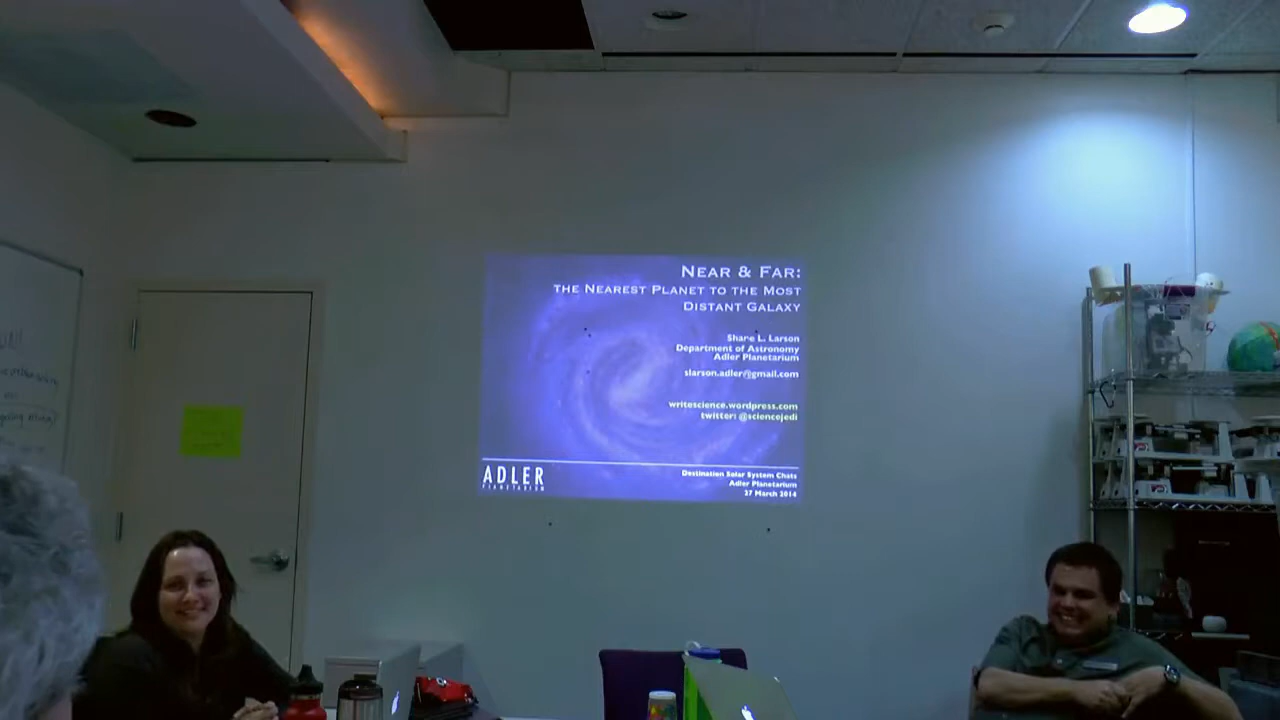 NEAR & FAR:
THE NEAREST PLANET TO THE MOST
DISTANT GALAXY
Shane L. Larson
Department of Astronomy
Adler Planetarium
slarson.adler@gmail.com
writescience.wordpress.com
twitter: @sciencejedi
ADLER
PLANETARIUM
Destination Solar System Chats
Adler Planetarium
27 March 2014